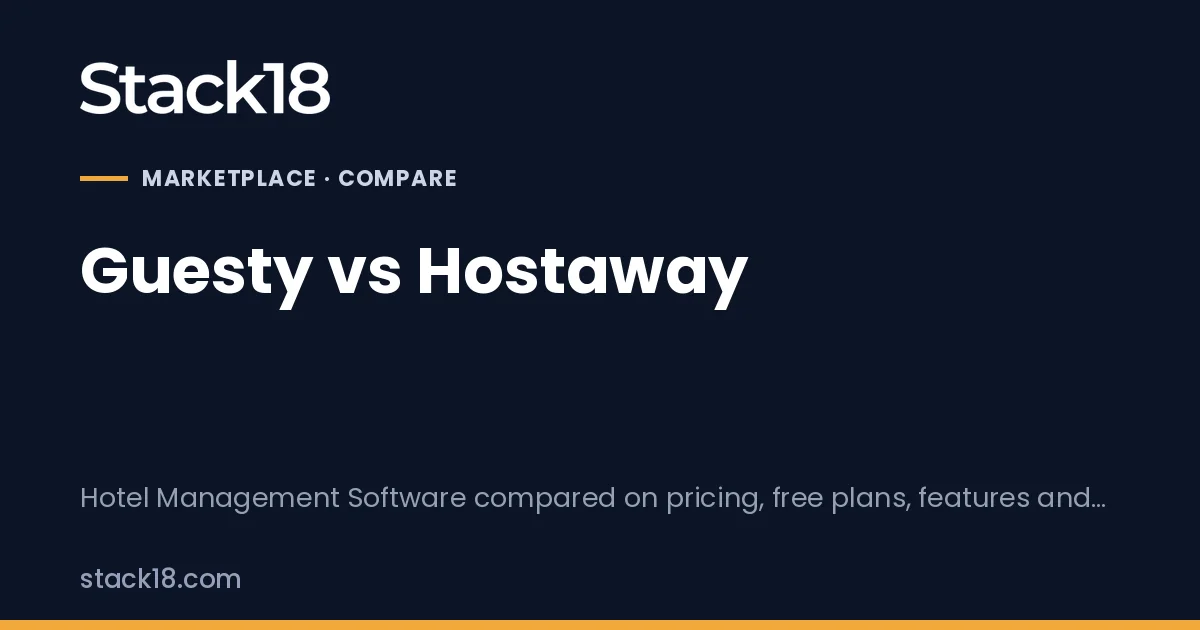 Stack18
MARKETPLACE · COMPARE
Guesty vs Hostaway
Hotel Management Software compared on pricing, free plans, features and…
stack18.com